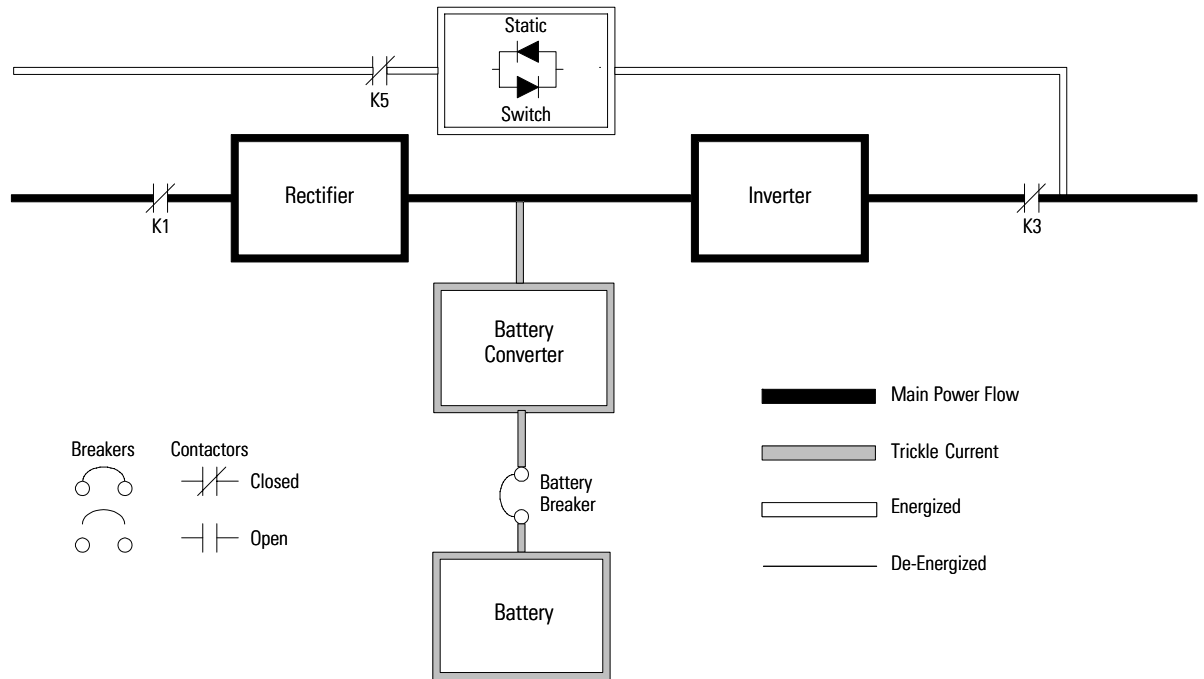 Static
Switch
K5
Rectifier
Inverter
K1
K3
Battery
Converter
Main Power Flow
Breakers
Contactors
Trickle Current
Closed
Battery
Breaker
Energized
Open
De-Energized
Battery